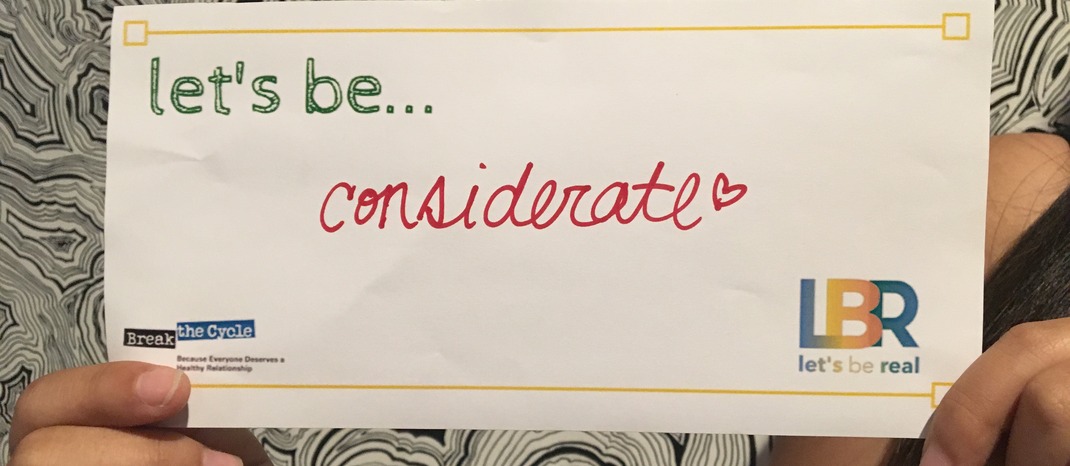 let's be...
considerate
Break the Cycle
Because Everyone Deserves a
Healthy Relationship
LBR
let's be real